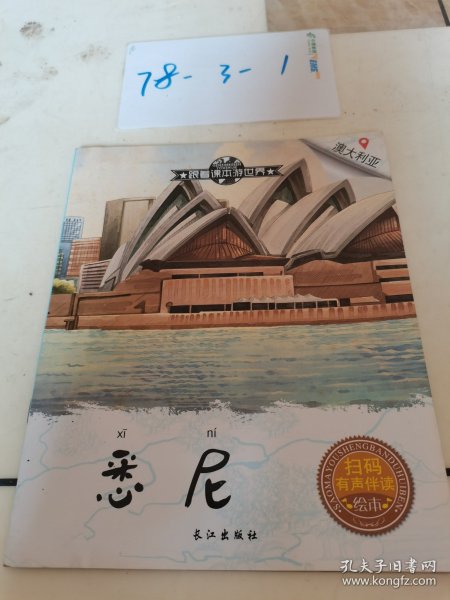 78-3-1
跟着课本游世界
澳大利亚
xī ní
悉尼
长江出版社
扫码
有声伴读
绘本
SAOMAYOUSHENGBANDUHUIBEN
孔夫子旧书网
www.kongfz.com